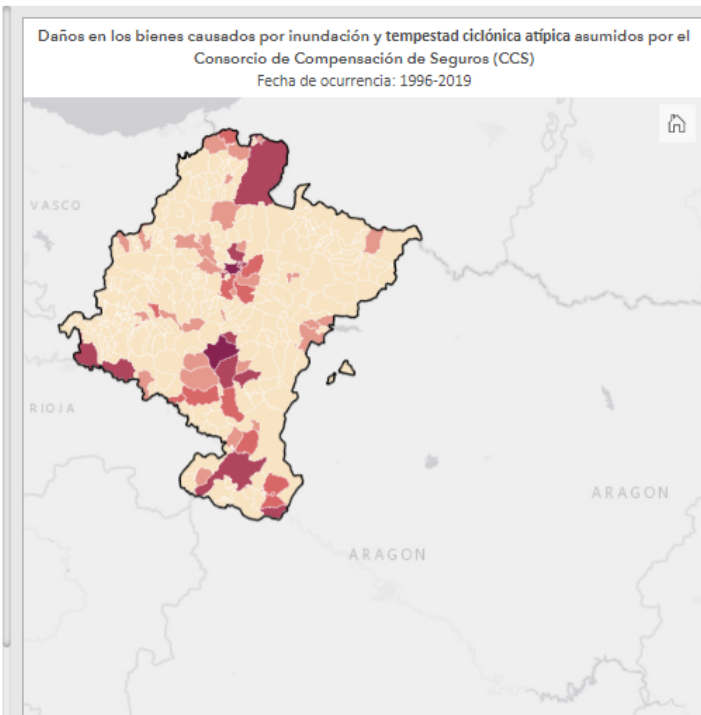 Daños en los bienes causados por inundación y tempestad ciclónica atípica asumidos por el
Consorcio de Compensación de Seguros (CCS)
Fecha de ocurrencia: 1996-2019
VASCO
RIOJA
ARAGON
ARAGON